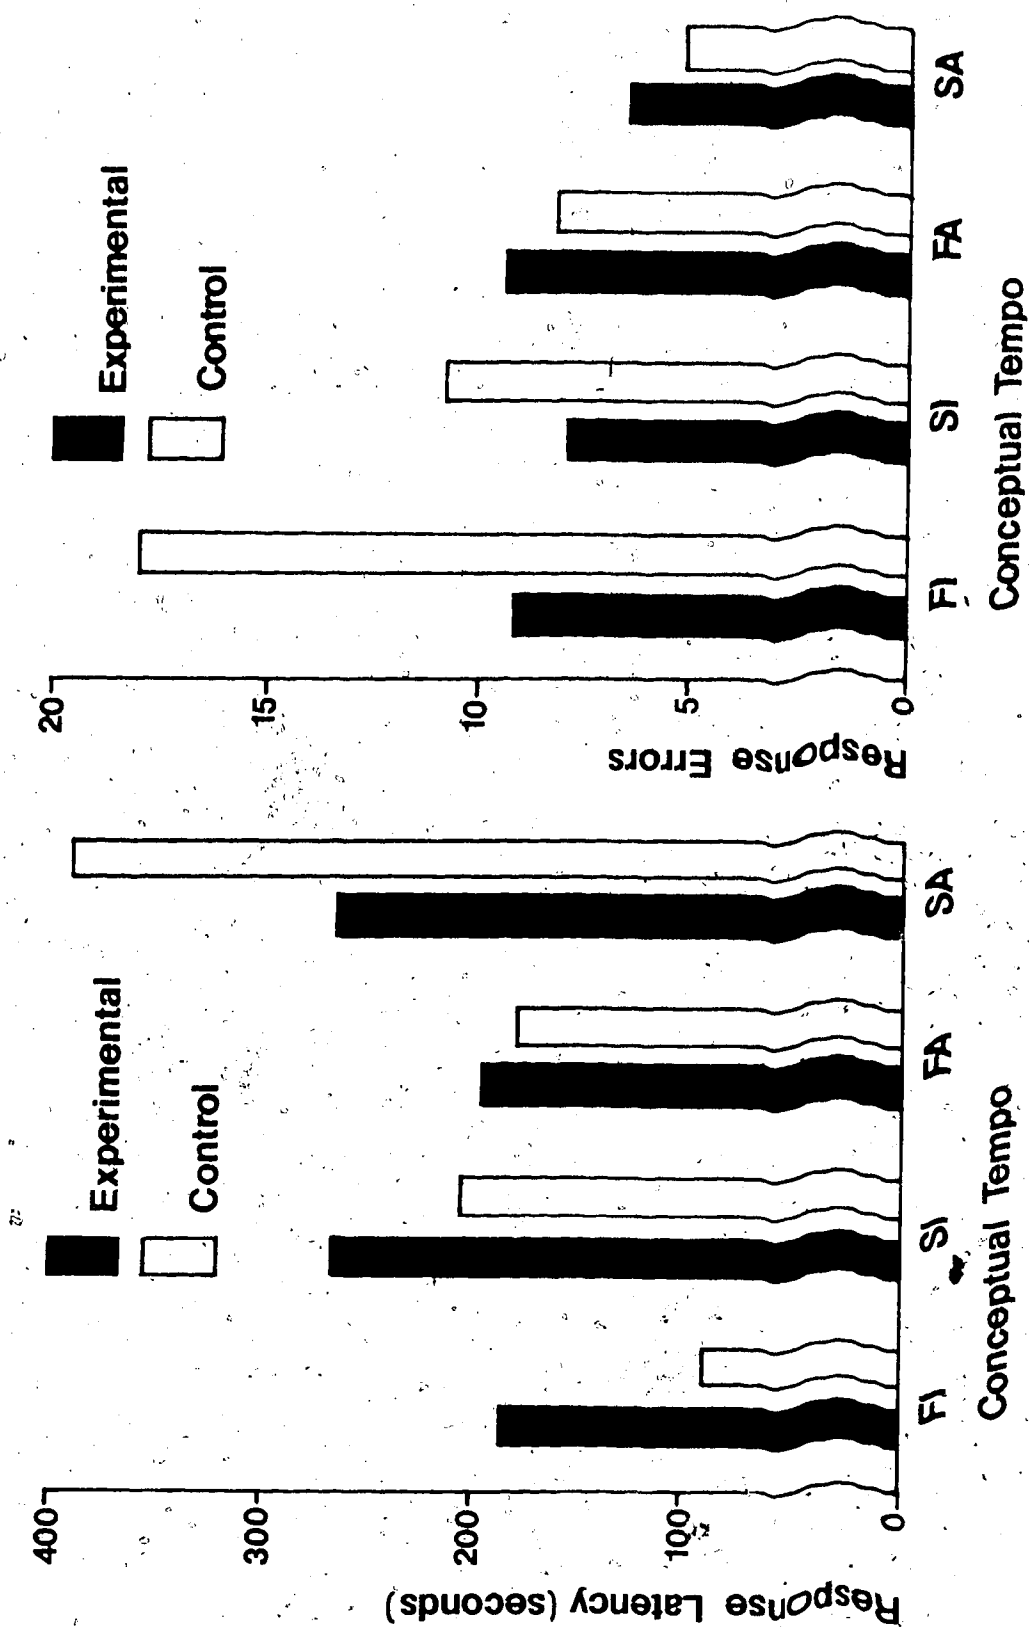 Response Latency (seconds)
400
300
200
100
0
Experimental
Control
FI
SI
FA
SA
Conceptual Tempo
Response Errors
20
15
10
5
0
Experimental
Control
FI
SI
FA
SA
Conceptual Tempo